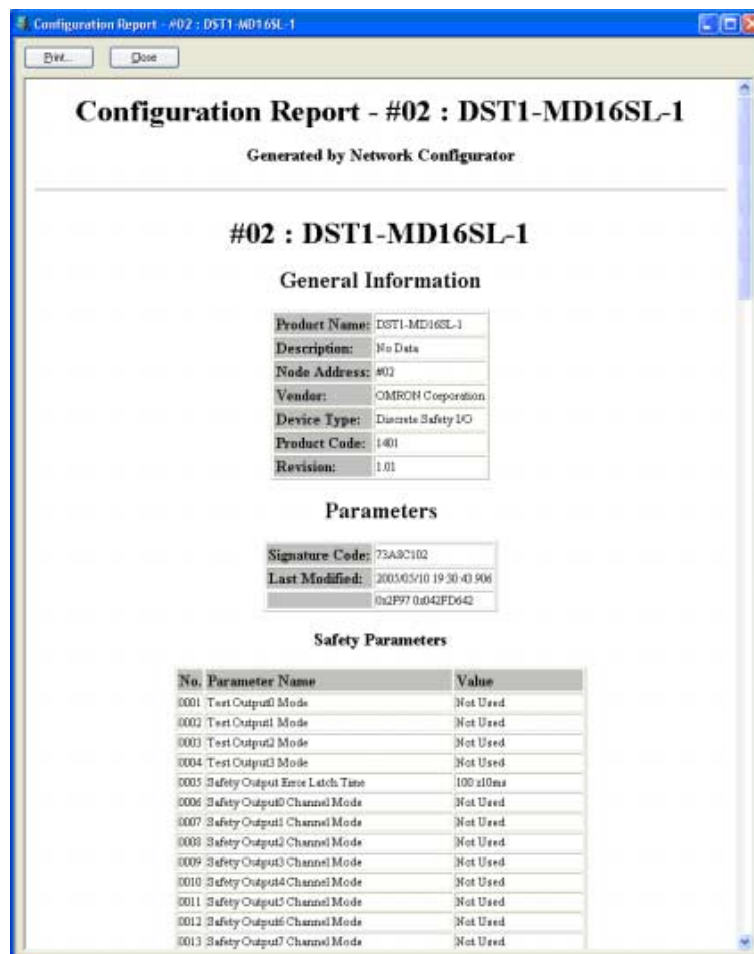 Configuration Report - #02 : DST1-MD16SL-1
Print... Close
Configuration Report - #02 : DST1-MD16SL-1
Generated by Network Configurator
#02 : DST1-MD16SL-1
General Information
Product Name: DST1-MD16SL-1
Description: No Data
Node Address: #02
Vendor: OMRON Corporation
Device Type: Discrete Safety I/O
Product Code: 1401
Revision: 1.01
Parameters
Signature Code: 73A8C102
Last Modified: 2005/05/10 19:30:43.906
0x2F97 0x042FD642
Safety Parameters
No. Parameter Name Value
0001 Test Output0 Mode Not Used
0002 Test Output1 Mode Not Used
0003 Test Output2 Mode Not Used
0004 Test Output3 Mode Not Used
0005 Safety Output Error Latch Time 100 x10ms
0006 Safety Output0 Channel Mode Not Used
0007 Safety Output1 Channel Mode Not Used
0008 Safety Output2 Channel Mode Not Used
0009 Safety Output3 Channel Mode Not Used
0010 Safety Output4 Channel Mode Not Used
0011 Safety Output5 Channel Mode Not Used
0012 Safety Output6 Channel Mode Not Used
0013 Safety Output7 Channel Mode Not Used